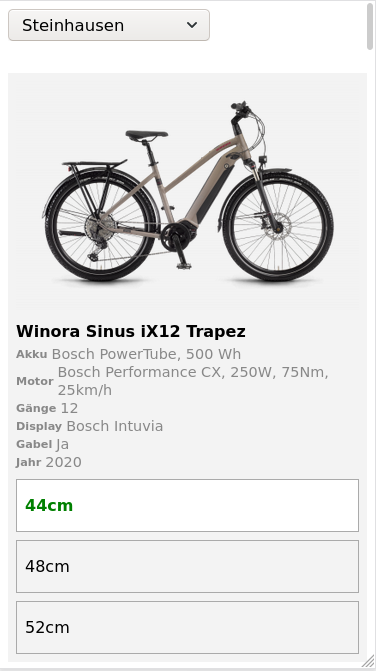 Steinhausen
Winora Sinus iX12 Trapez
Akku Bosch PowerTube, 500 Wh
Motor Bosch Performance CX, 250W, 75Nm,
25km/h
Gänge 12
Display Bosch Intuvia
Gabel Ja
Jahr 2020
44cm
48cm
52cm